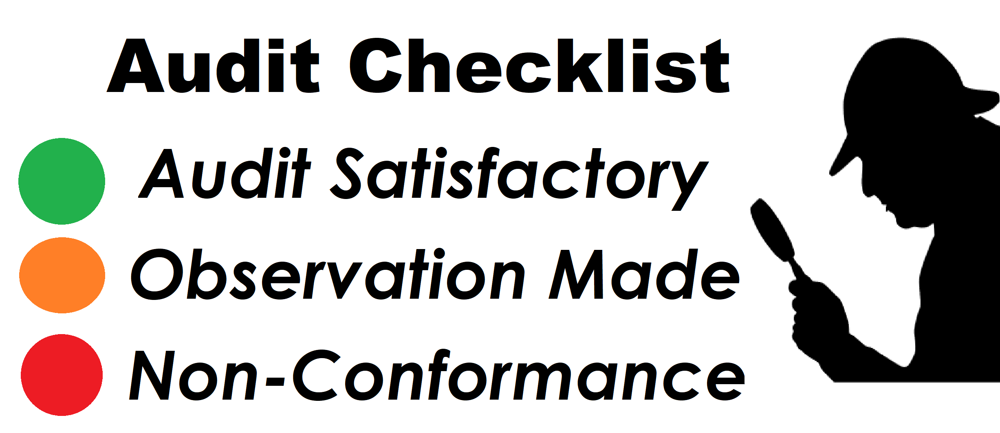 Audit Checklist
Audit Satisfactory
Observation Made
Non-Conformance